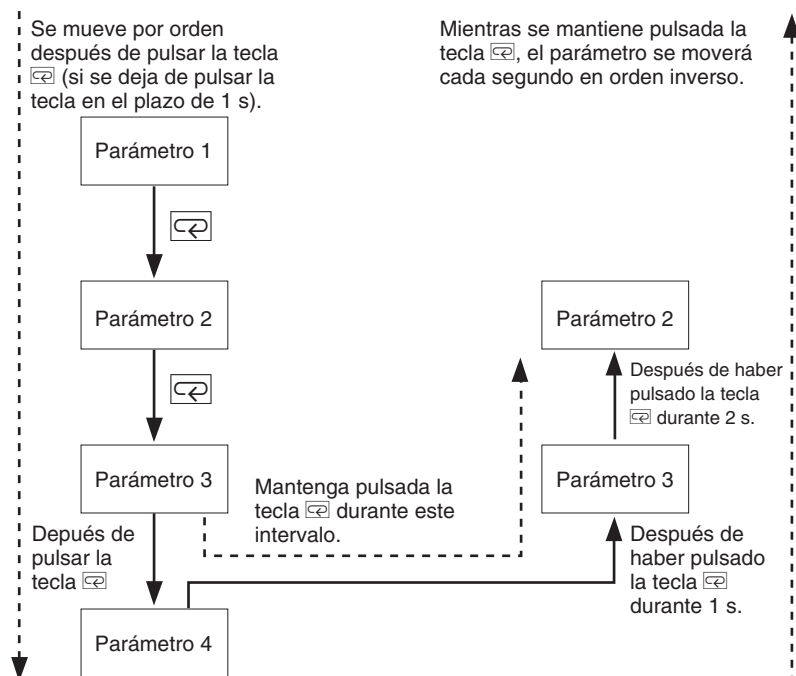 Se mueve por orden
después de pulsar la tecla
(si se deja de pulsar la
tecla en el plazo de 1 s).
Mientras se mantiene pulsada la
tecla , el parámetro se moverá
cada segundo en orden inverso.
Parámetro 1
Parámetro 2
Parámetro 2
Después de haber
pulsado la tecla
durante 2 s.
Parámetro 3
Mantenga pulsada la
tecla durante este
intervalo.
Parámetro 3
Depués de
pulsar la
tecla
Después de
haber pulsado
la tecla
durante 1 s.
Parámetro 4